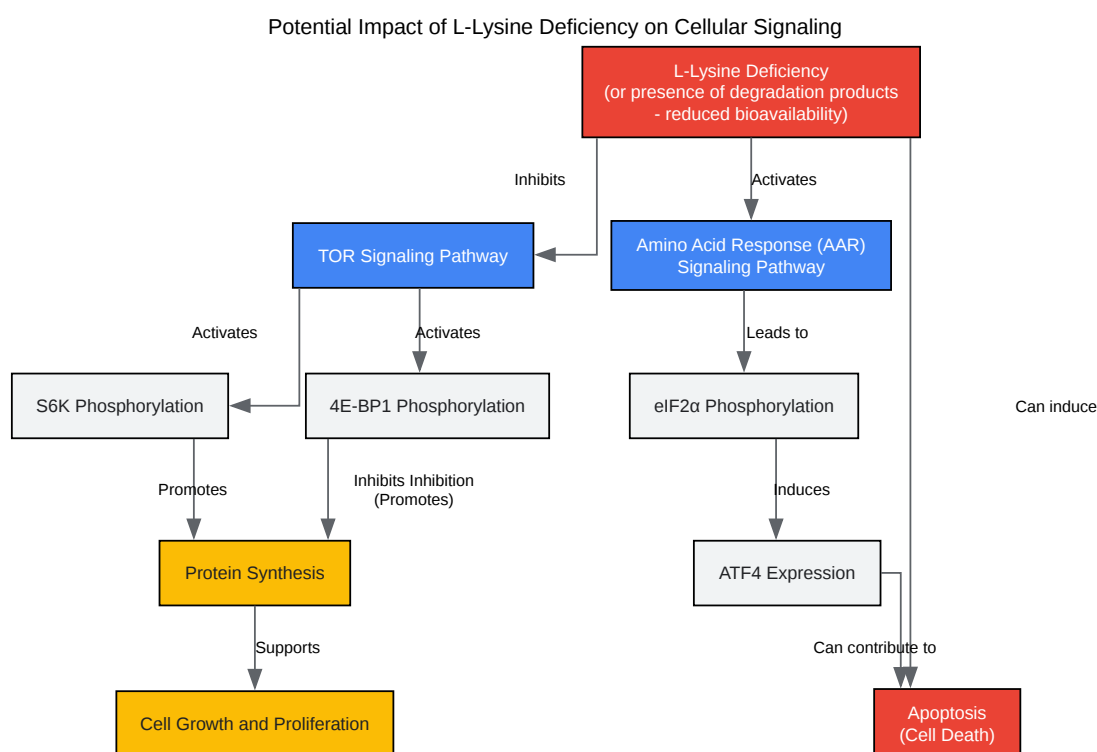 Potential Impact of L-Lysine Deficiency on Cellular Signaling
L-Lysine Deficiency
(or presence of degradation products
- reduced bioavailability)
Inhibits
Activates
TOR Signaling Pathway
Amino Acid Response (AAR)
Signaling Pathway
Activates
Activates
Leads to
S6K Phosphorylation
4E-BP1 Phosphorylation
eIF2α Phosphorylation
Can induce
Promotes
Inhibits Inhibition
(Promotes)
Induces
Protein Synthesis
ATF4 Expression
Supports
Can contribute to
Cell Growth and Proliferation
Apoptosis
(Cell Death)